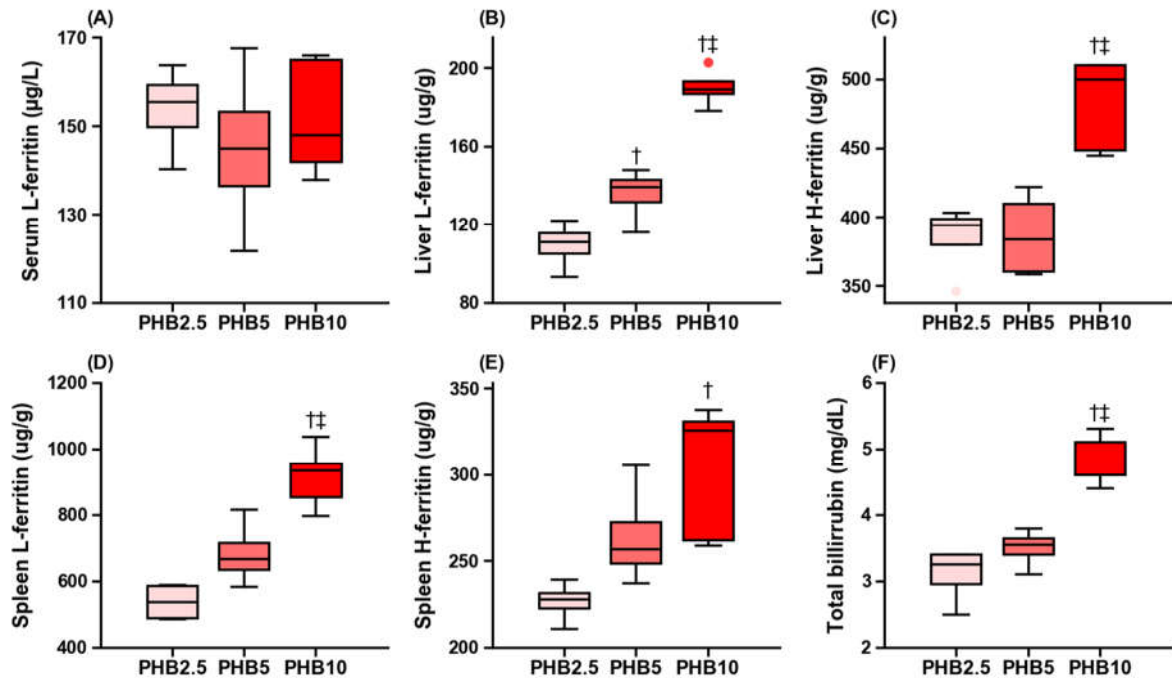 (A)
Serum L-ferritin (µg/L)
170
150
130
110
PHB2.5 PHB5 PHB10
(B)
Liver L-ferritin (ug/g)
200
160
120
80
†
†‡
PHB2.5 PHB5 PHB10
(C)
Liver H-ferritin (ug/g)
500
450
400
350
†‡
PHB2.5 PHB5 PHB10
(D)
Spleen L-ferritin (ug/g)
1200
1000
800
600
400
†‡
PHB2.5 PHB5 PHB10
(E)
Spleen H-ferritin (ug/g)
350
300
250
200
†
PHB2.5 PHB5 PHB10
(F)
Total billirrubin (mg/dL)
6
5
4
3
2
†‡
PHB2.5 PHB5 PHB10